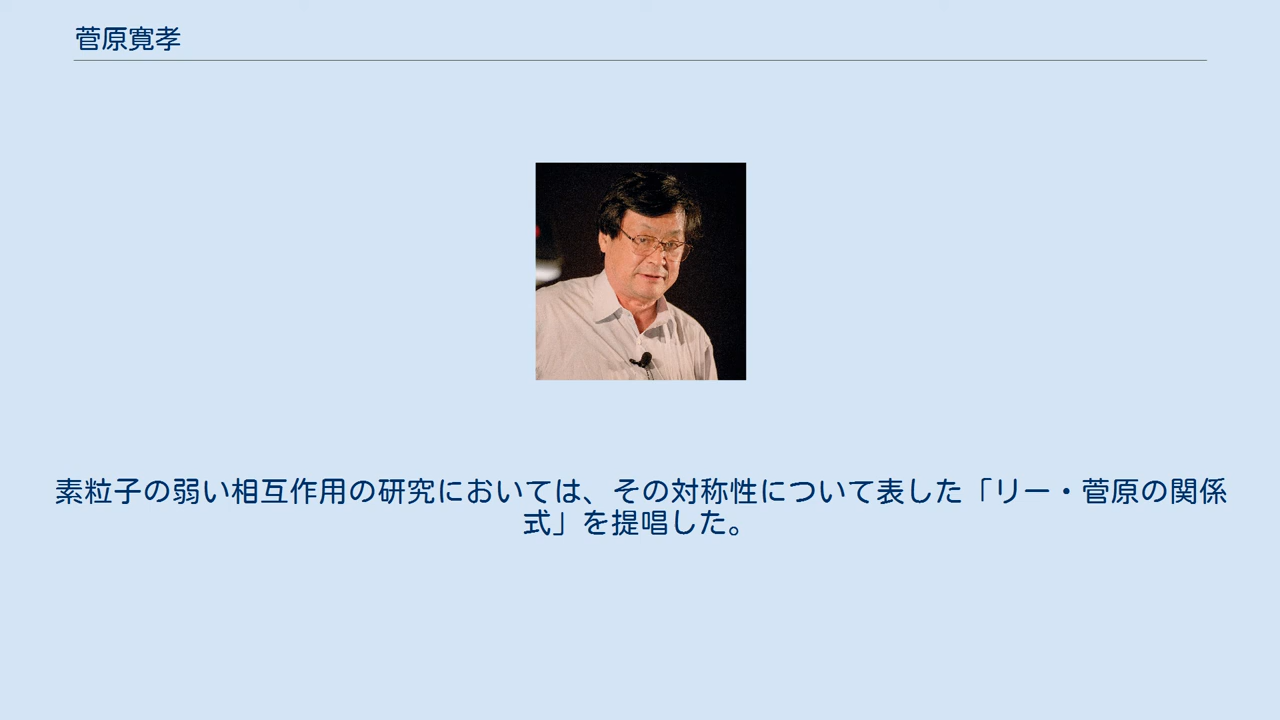 菅原寛孝
素粒子の弱い相互作用の研究においては、その対称性について表した「リー・菅原の関係
式」を提唱した。